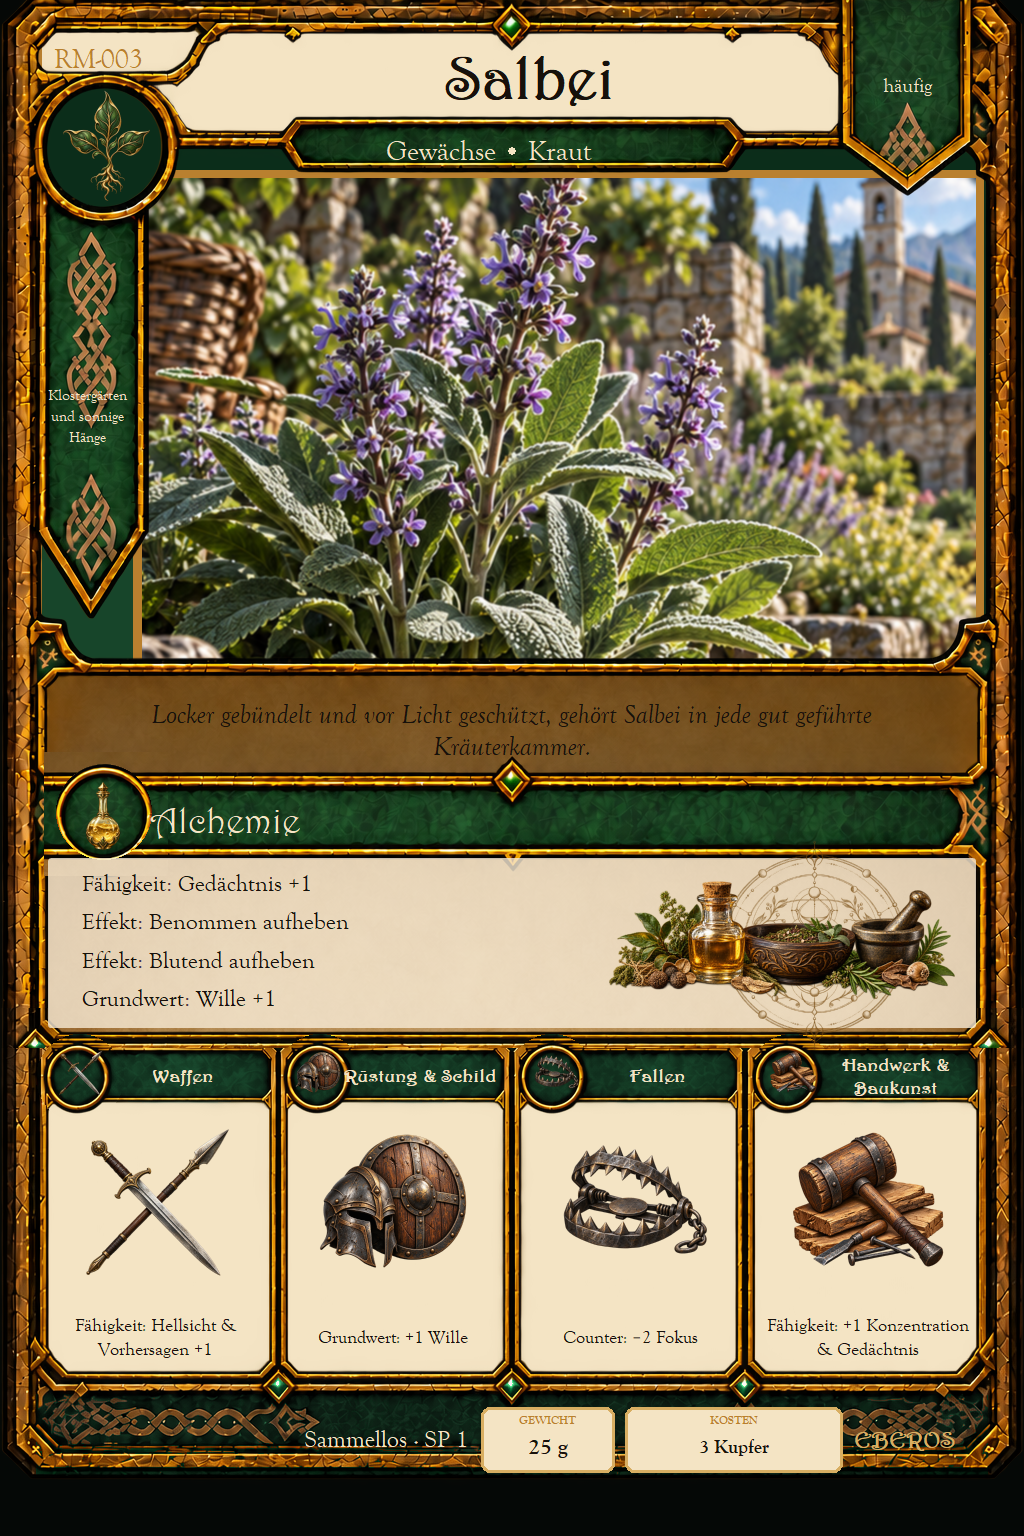 RM-003
Salbei
häufig
Gewächse • Kraut
Klostergärten
und sonnige
Hänge
Locker gebündelt und vor Licht geschützt, gehört Salbei in jede gut geführte
Kräuterkammer.
Alchemie
Fähigkeit: Gedächtnis +1
Effekt: Benommen aufheben
Effekt: Blutend aufheben
Grundwert: Wille +1
Waffen
Rüstung & Schild
Fallen
Handwerk &
Baukunst
Fähigkeit: Hellsicht &
Vorhersagen +1
Grundwert: +1 Wille
Counter: −2 Fokus
Fähigkeit: +1 Konzentration
& Gedächtnis
Sammellos · SP 1
GEWICHT
25 g
KOSTEN
3 Kupfer
EBEROS